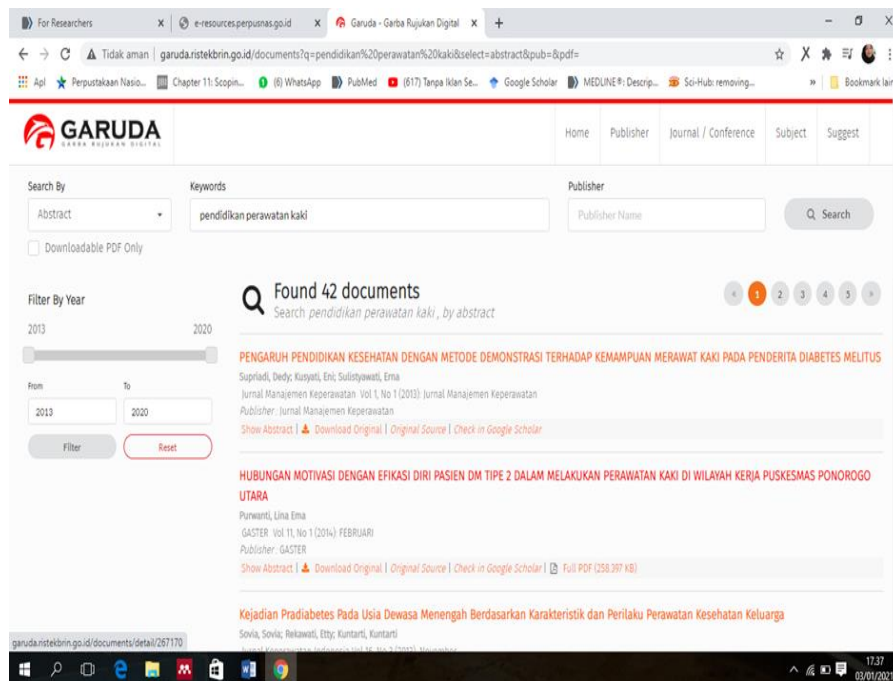 For Researchers
e-resources.perpusnas.go.id
Garuda - Garba Rujukan Digital
Tidak aman | garuda.ristekbrin.go.id/documents?q=pendidikan%20perawatan%20kaki&select=abstract&pub=&pdf=
Apl Perpustakaan Nasio... Chapter 11: Scopin... (6) WhatsApp PubMed (617) Tanpa Iklan Se... Google Scholar MEDLINE®: Descrip... Sci-Hub: removing... » Bookmark lain
GARUDA
GARBA RUJUKAN DIGITAL
Home Publisher Journal / Conference Subject Suggest
Search By Keywords Publisher
Abstract pendidikan perawatan kaki Publisher Name Search
Downloadable PDF Only
Filter By Year
2013 2020
From To
2013 2020
Filter Reset
Found 42 documents
Search pendidikan perawatan kaki , by abstract
« 1 2 3 4 5 »
PENGARUH PENDIDIKAN KESEHATAN DENGAN METODE DEMONSTRASI TERHADAP KEMAMPUAN MERAWAT KAKI PADA PENDERITA DIABETES MELITUS
Supriadi, Dedy; Kusyati, Eni; Sulistyawati, Erna
Jurnal Manajemen Keperawatan Vol 1, No 1 (2013): Jurnal Manajemen Keperawatan
Publisher : Jurnal Manajemen Keperawatan
Show Abstract | Download Original | Original Source | Check in Google Scholar
HUBUNGAN MOTIVASI DENGAN EFIKASI DIRI PASIEN DM TIPE 2 DALAM MELAKUKAN PERAWATAN KAKI DI WILAYAH KERJA PUSKESMAS PONOROGO
UTARA
Purwanti, Lina Ema
GASTER Vol 11, No 1 (2014): FEBRUARI
Publisher : GASTER
Show Abstract | Download Original | Original Source | Check in Google Scholar | Full PDF (258.397 KB)
Kejadian Pradiabetes Pada Usia Dewasa Menengah Berdasarkan Karakteristik dan Perilaku Perawatan Kesehatan Keluarga
Sovia, Sovia; Rekawati, Etty; Kuntarti, Kuntarti
Jurnal Keperawatan Indonesia Vol 16, No 3 (2013): November
garuda.ristekbrin.go.id/documents/detail/267170
17.37
03/01/2021